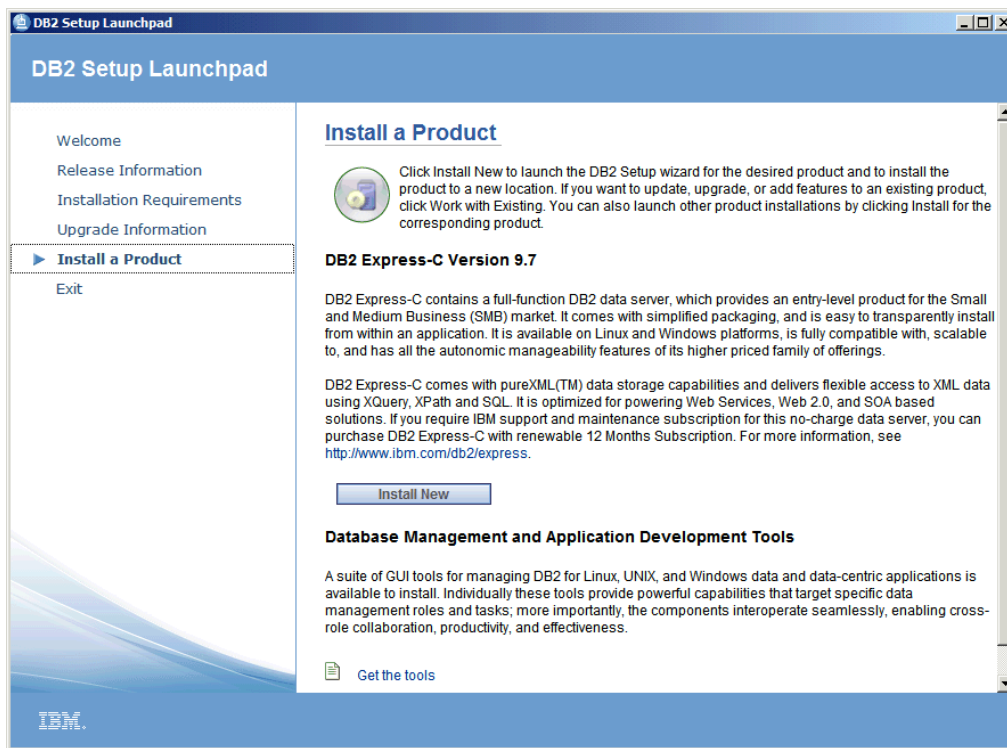 DB2 Setup Launchpad
DB2 Setup Launchpad
Welcome
Release Information
Installation Requirements
Upgrade Information
Install a Product
Exit
Install a Product
Click Install New to launch the DB2 Setup wizard for the desired product and to install the
product to a new location. If you want to update, upgrade, or add features to an existing product,
click Work with Existing. You can also launch other product installations by clicking Install for the
corresponding product.
DB2 Express-C Version 9.7
DB2 Express-C contains a full-function DB2 data server, which provides an entry-level product for the Small
and Medium Business (SMB) market. It comes with simplified packaging, and is easy to transparently install
from within an application. It is available on Linux and Windows platforms, is fully compatible with, scalable
to, and has all the autonomic manageability features of its higher priced family of offerings.
DB2 Express-C comes with pureXML(TM) data storage capabilities and delivers flexible access to XML data
using XQuery, XPath and SQL. It is optimized for powering Web Services, Web 2.0, and SOA based
solutions. If you require IBM support and maintenance subscription for this no-charge data server, you can
purchase DB2 Express-C with renewable 12 Months Subscription. For more information, see
http://www.ibm.com/db2/express.
Install New
Database Management and Application Development Tools
A suite of GUI tools for managing DB2 for Linux, UNIX, and Windows data and data-centric applications is
available to install. Individually these tools provide powerful capabilities that target specific data
management roles and tasks; more importantly, the components interoperate seamlessly, enabling cross-
role collaboration, productivity, and effectiveness.
Get the tools
IBM.